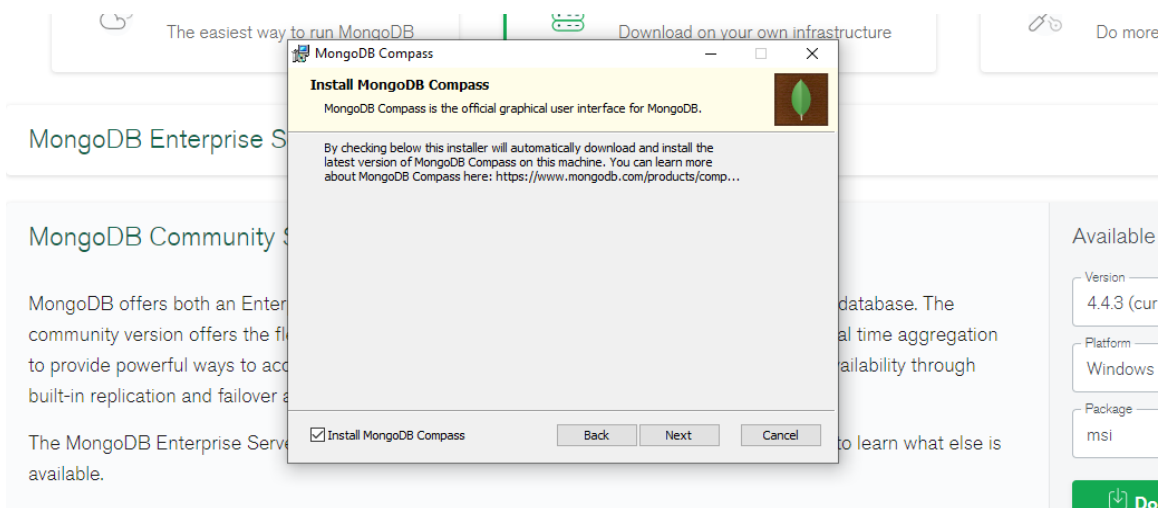 The easiest way to run MongoDB
Download on your own infrastructure
Do more
MongoDB Compass
Install MongoDB Compass
MongoDB Compass is the official graphical user interface for MongoDB.
By checking below this installer will automatically download and install the
latest version of MongoDB Compass on this machine. You can learn more
about MongoDB Compass here: https://www.mongodb.com/products/comp...
Install MongoDB Compass
Back
Next
Cancel
MongoDB Enterprise S
MongoDB Community
MongoDB offers both an Enter
database. The
community version offers the
al time aggregation
to provide powerful ways to acc
ailability through
built-in replication and failover
The MongoDB Enterprise Serve
to learn what else is
available.
Available
Version
4.4.3 (cur
Platform
Windows
Package
msi
Do